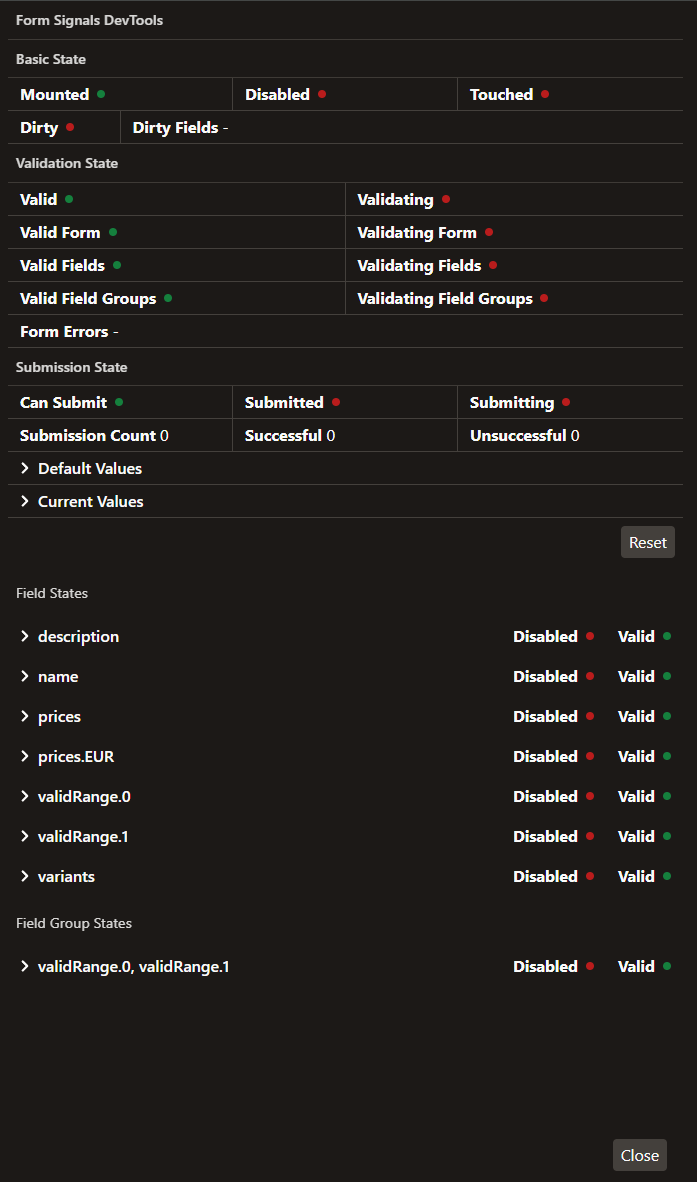 Form Signals DevTools
Basic State
Mounted Disabled Touched
Dirty Dirty Fields -
Validation State
Valid Validating
Valid Form Validating Form
Valid Fields Validating Fields
Valid Field Groups Validating Field Groups
Form Errors -
Submission State
Can Submit Submitted Submitting
Submission Count 0 Successful 0 Unsuccessful 0
Default Values
Current Values
Reset
Field States
description Disabled Valid
name Disabled Valid
prices Disabled Valid
prices.EUR Disabled Valid
validRange.0 Disabled Valid
validRange.1 Disabled Valid
variants Disabled Valid
Field Group States
validRange.0, validRange.1 Disabled Valid
Close